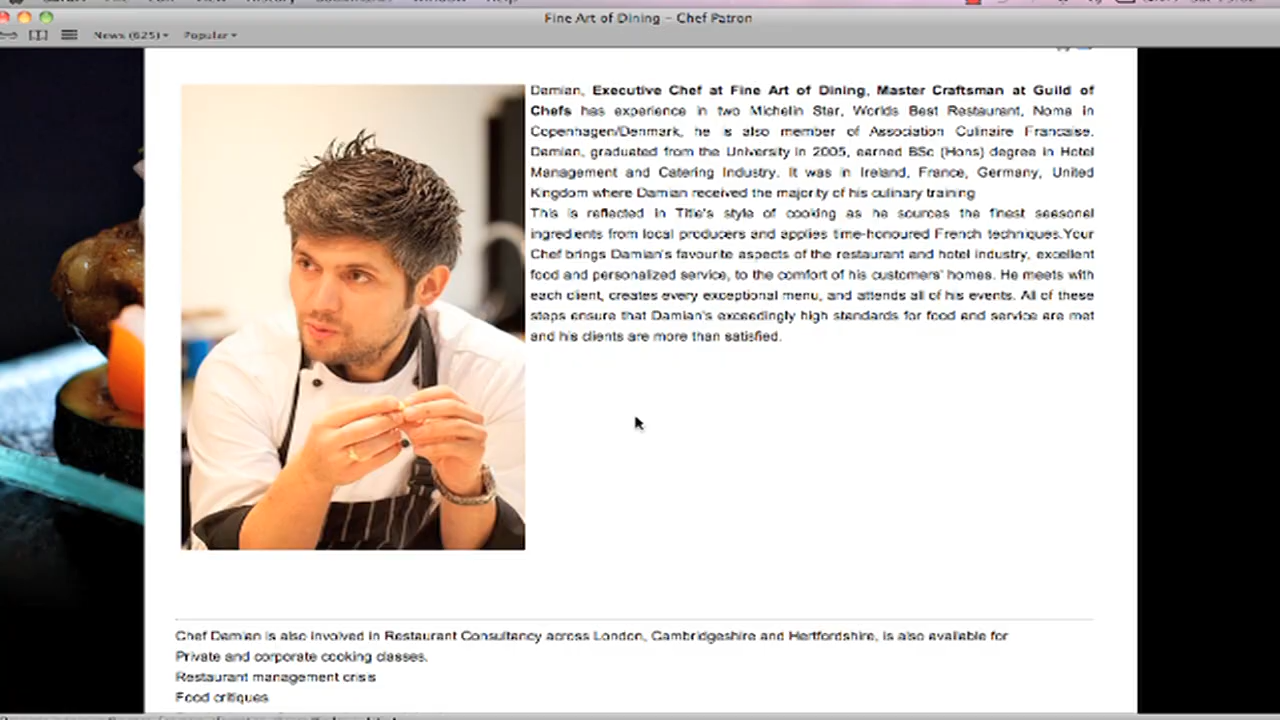 Fine Art of Dining – Chef Patron
News (625) Popular
Damian, Executive Chef at Fine Art of Dining, Master Craftsman at Guild of
Chefs has experience in two Michelin Star, Worlds Best Restaurant, Noma in
Copenhagen/Denmark, he is also member of Association Culinaire Francaise.
Damian, graduated from the University in 2005, earned BSc (Hons) degree in Hotel
Management and Catering Industry. It was in Ireland, France, Germany, United
Kingdom where Damian received the majority of his culinary training
This is reflected in Title's style of cooking as he sources the finest seasonal
ingredients from local producers and applies time-honoured French techniques.Your
Chef brings Damian's favourite aspects of the restaurant and hotel industry, excellent
food and personalized service, to the comfort of his customers' homes. He meets with
each client, creates every exceptional menu, and attends all of his events. All of these
steps ensure that Damian's exceedingly high standards for food and service are met
and his clients are more than satisfied.
Chef Damian is also involved in Restaurant Consultancy across London, Cambridgeshire and Hertfordshire, is also available for
Private and corporate cooking classes.
Restaurant management crisis
Food critiques